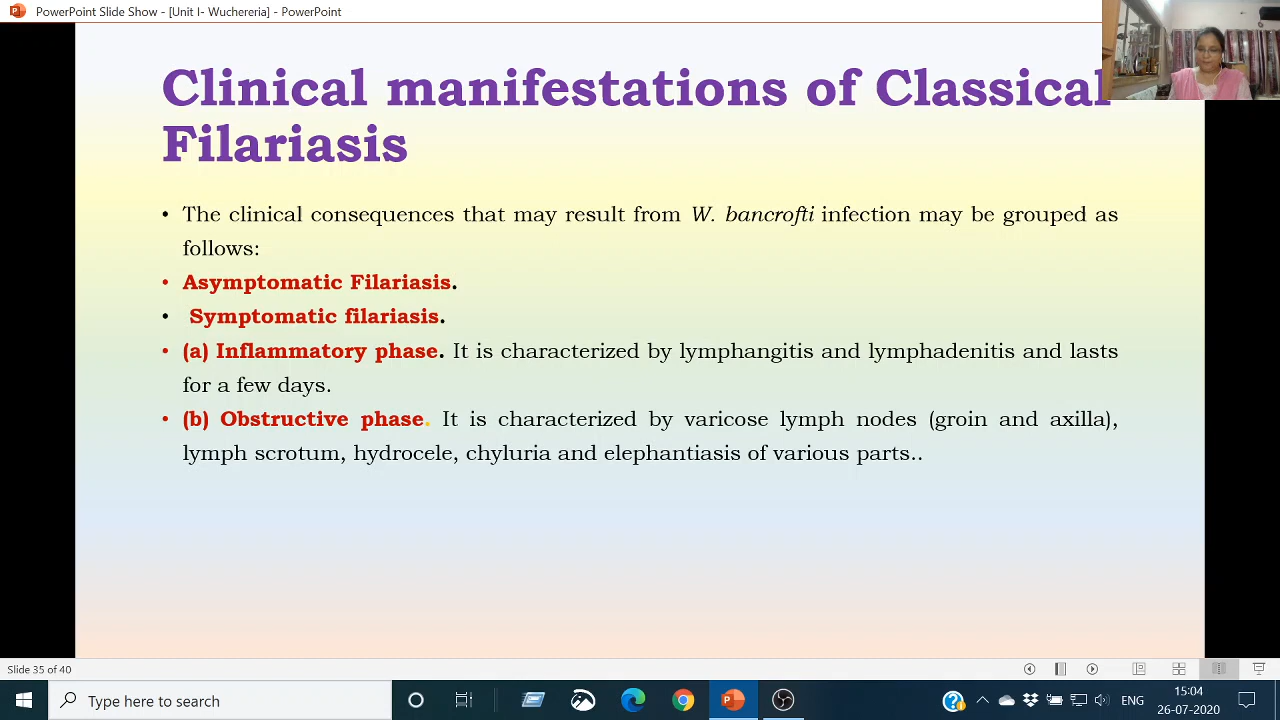 PowerPoint Slide Show - [Unit I- Wuchereria] - PowerPoint
Clinical manifestations of Classical
Filariasis
• The clinical consequences that may result from W. bancrofti infection may be grouped as
follows:
• Asymptomatic Filariasis.
• Symptomatic filariasis.
• (a) Inflammatory phase. It is characterized by lymphangitis and lymphadenitis and lasts
for a few days.
• (b) Obstructive phase. It is characterized by varicose lymph nodes (groin and axilla),
lymph scrotum, hydrocele, chyluria and elephantiasis of various parts..
Slide 35 of 40
Type here to search
ENG
15:04
26-07-2020